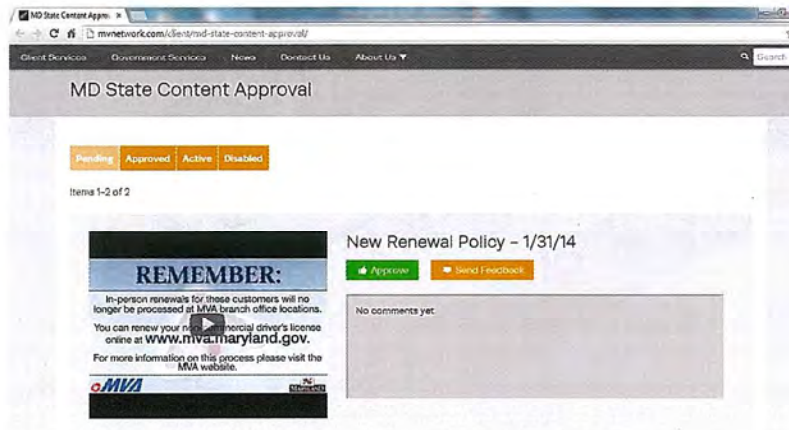 MD State Content Appro. ×
mvnetwork.com/client/md-state-content-approval/
Client Services Government Services News Contact Us About Us ▼ Search
MD State Content Approval
Pending Approved Active Disabled
Items 1-2 of 2
New Renewal Policy – 1/31/14
Approve Send Feedback
No comments yet.
REMEMBER:
In-person renewals for these customers will no
longer be processed at MVA branch office locations.
You can renew your non-commercial driver's license
online at www.mva.maryland.gov.
For more information on this process please visit the
MVA website.
MVA
MARYLAND